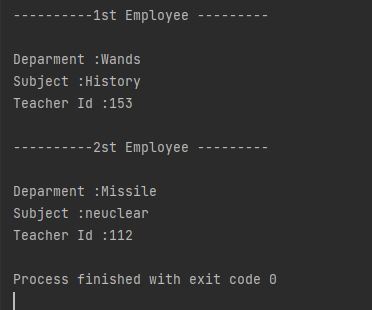 ----------1st Employee ---------
Deparment :Wands
Subject :History
Teacher Id :153
----------2st Employee ---------
Deparment :Missile
Subject :neuclear
Teacher Id :112
Process finished with exit code 0